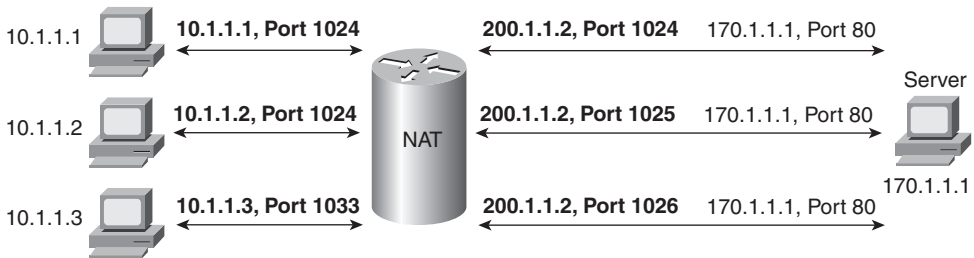 10.1.1.1
10.1.1.1, Port 1024
200.1.1.2, Port 1024
170.1.1.1, Port 80
Server
10.1.1.2
10.1.1.2, Port 1024
NAT
200.1.1.2, Port 1025
170.1.1.1, Port 80
170.1.1.1
10.1.1.3
10.1.1.3, Port 1033
200.1.1.2, Port 1026
170.1.1.1, Port 80